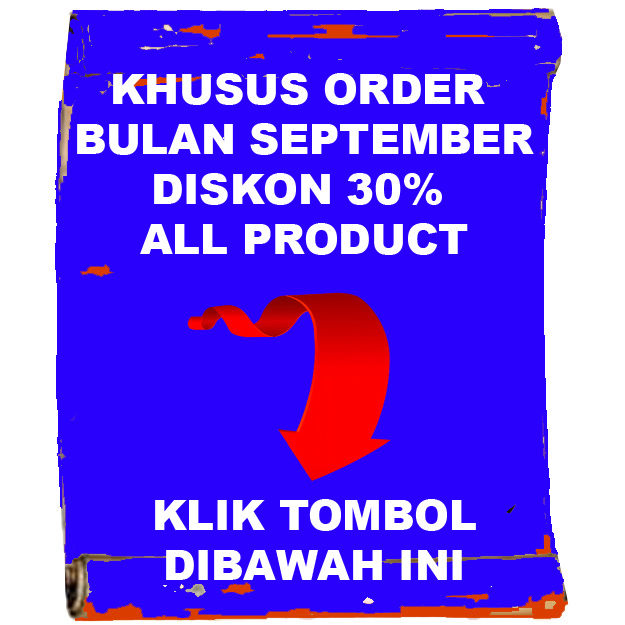 KHUSUS ORDER
BULAN SEPTEMBER
DISKON 30%
ALL PRODUCT
KLIK TOMBOL
DIBAWAH INI